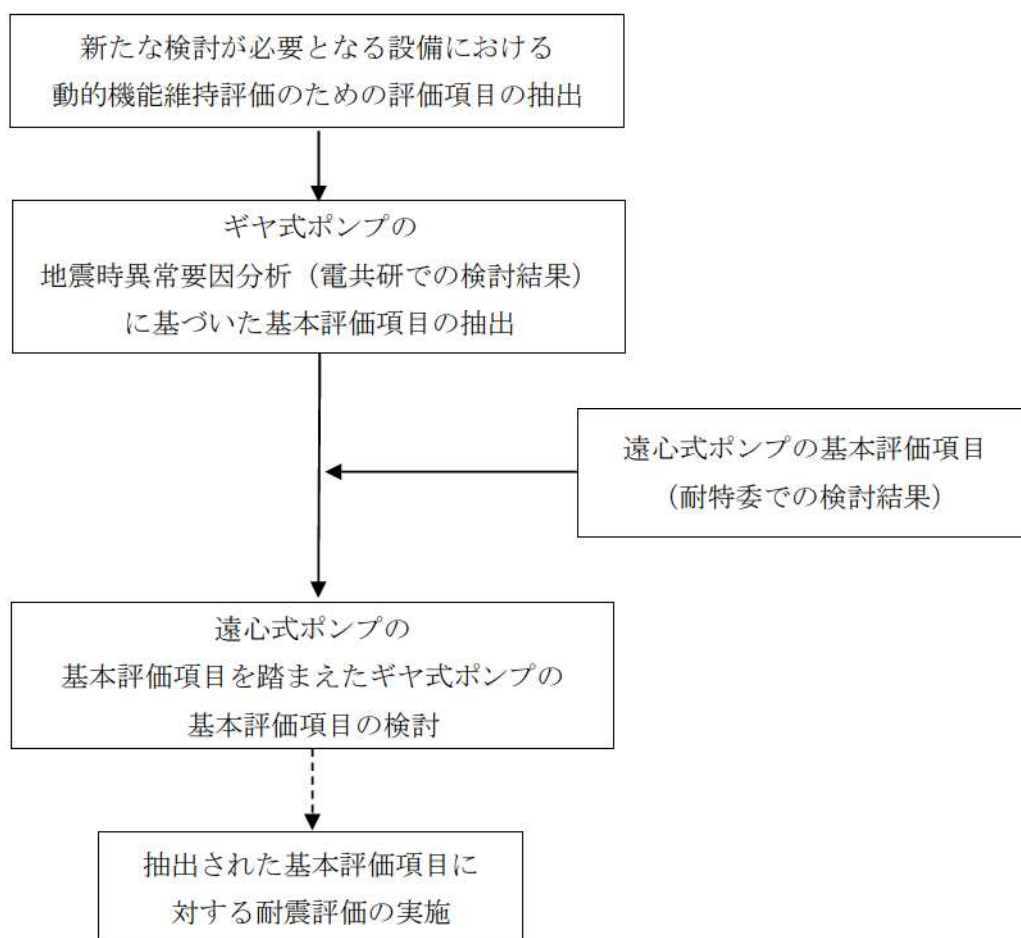 新たな検討が必要となる設備における
動的機能維持評価のための評価項目の抽出
ギヤ式ポンプの
地震時異常要因分析（電共研での検討結果）
に基づいた基本評価項目の抽出
遠心式ポンプの基本評価項目
（耐特委での検討結果）
遠心式ポンプの
基本評価項目を踏まえたギヤ式ポンプの
基本評価項目の検討
抽出された基本評価項目に
対する耐震評価の実施